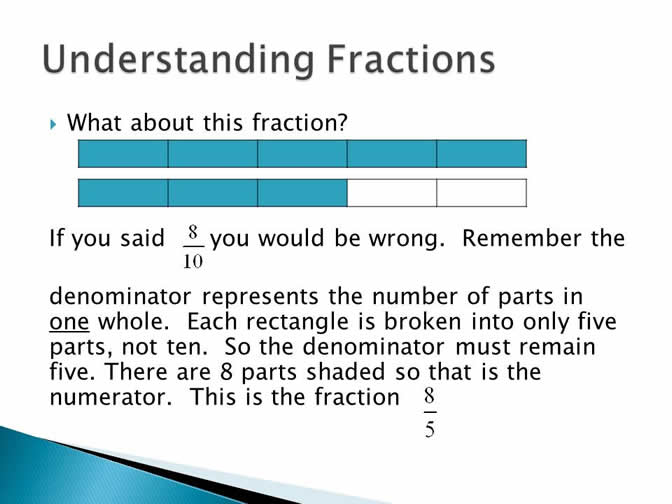 Understanding Fractions
What about this fraction?
If you said 8/10 you would be wrong. Remember the
denominator represents the number of parts in
one whole. Each rectangle is broken into only five
parts, not ten. So the denominator must remain
five. There are 8 parts shaded so that is the
numerator. This is the fraction 8/5